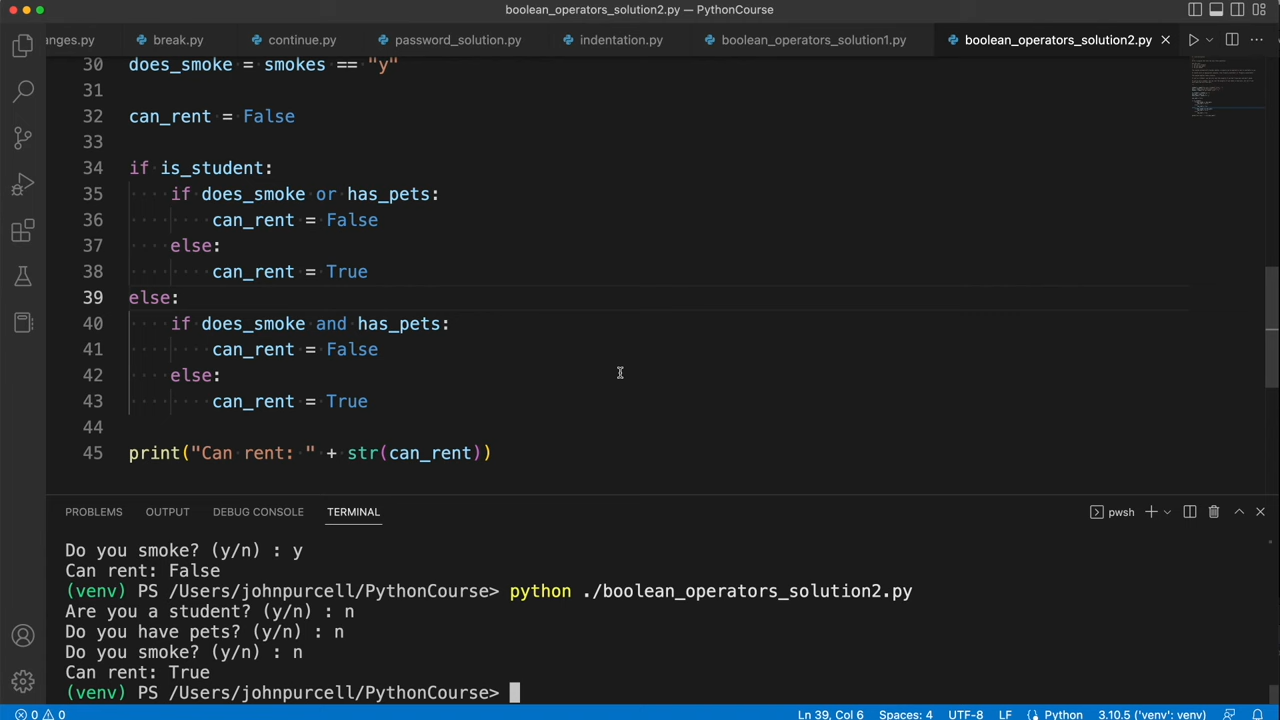 boolean_operators_solution2.py — PythonCourse
anges.py break.py continue.py password_solution.py indentation.py boolean_operators_solution1.py boolean_operators_solution2.py
30 does_smoke = smokes == "y"
31
32 can_rent = False
33
34 if is_student:
35 if does_smoke or has_pets:
36 can_rent = False
37 else:
38 can_rent = True
39 else:
40 if does_smoke and has_pets:
41 can_rent = False
42 else:
43 can_rent = True
44
45 print("Can rent: " + str(can_rent))
PROBLEMS OUTPUT DEBUG CONSOLE TERMINAL pwsh
Do you smoke? (y/n) : y
Can rent: False
(venv) PS /Users/johnpurcell/PythonCourse> python ./boolean_operators_solution2.py
Are you a student? (y/n) : n
Do you have pets? (y/n) : n
Do you smoke? (y/n) : n
Can rent: True
(venv) PS /Users/johnpurcell/PythonCourse>
0 0 Ln 39, Col 6 Spaces: 4 UTF-8 LF Python 3.10.5 ('venv': venv)